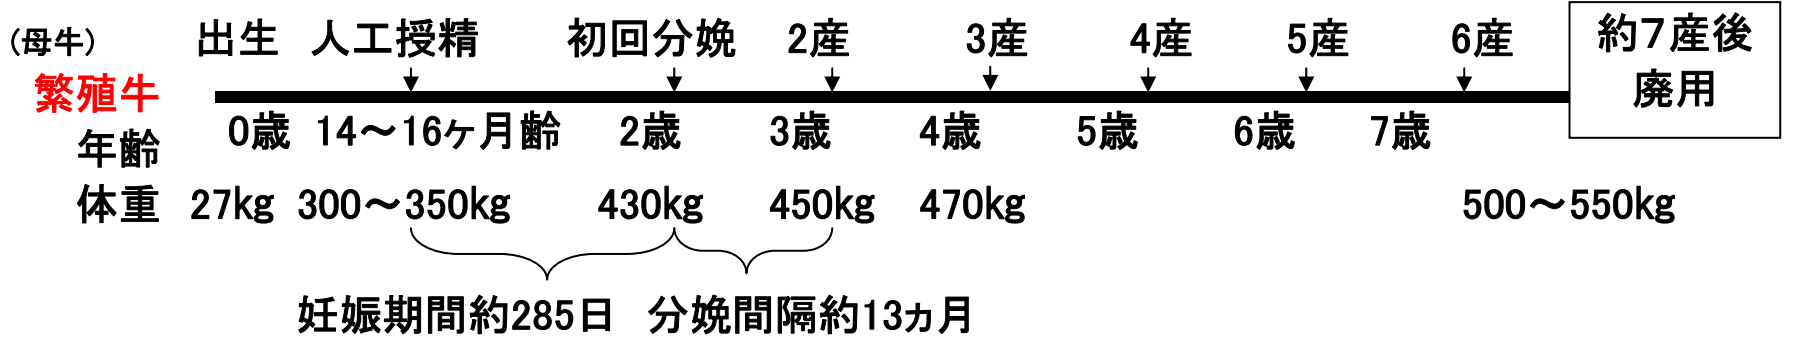 （母牛） 出生 人工授精 初回分娩 2産 3産 4産 5産 6産 約7産後
繁殖牛 廃用
年齢 0歳 14～16ヶ月齢 2歳 3歳 4歳 5歳 6歳 7歳
体重 27kg 300～350kg 430kg 450kg 470kg 500～550kg
妊娠期間約285日 分娩間隔約13ヵ月